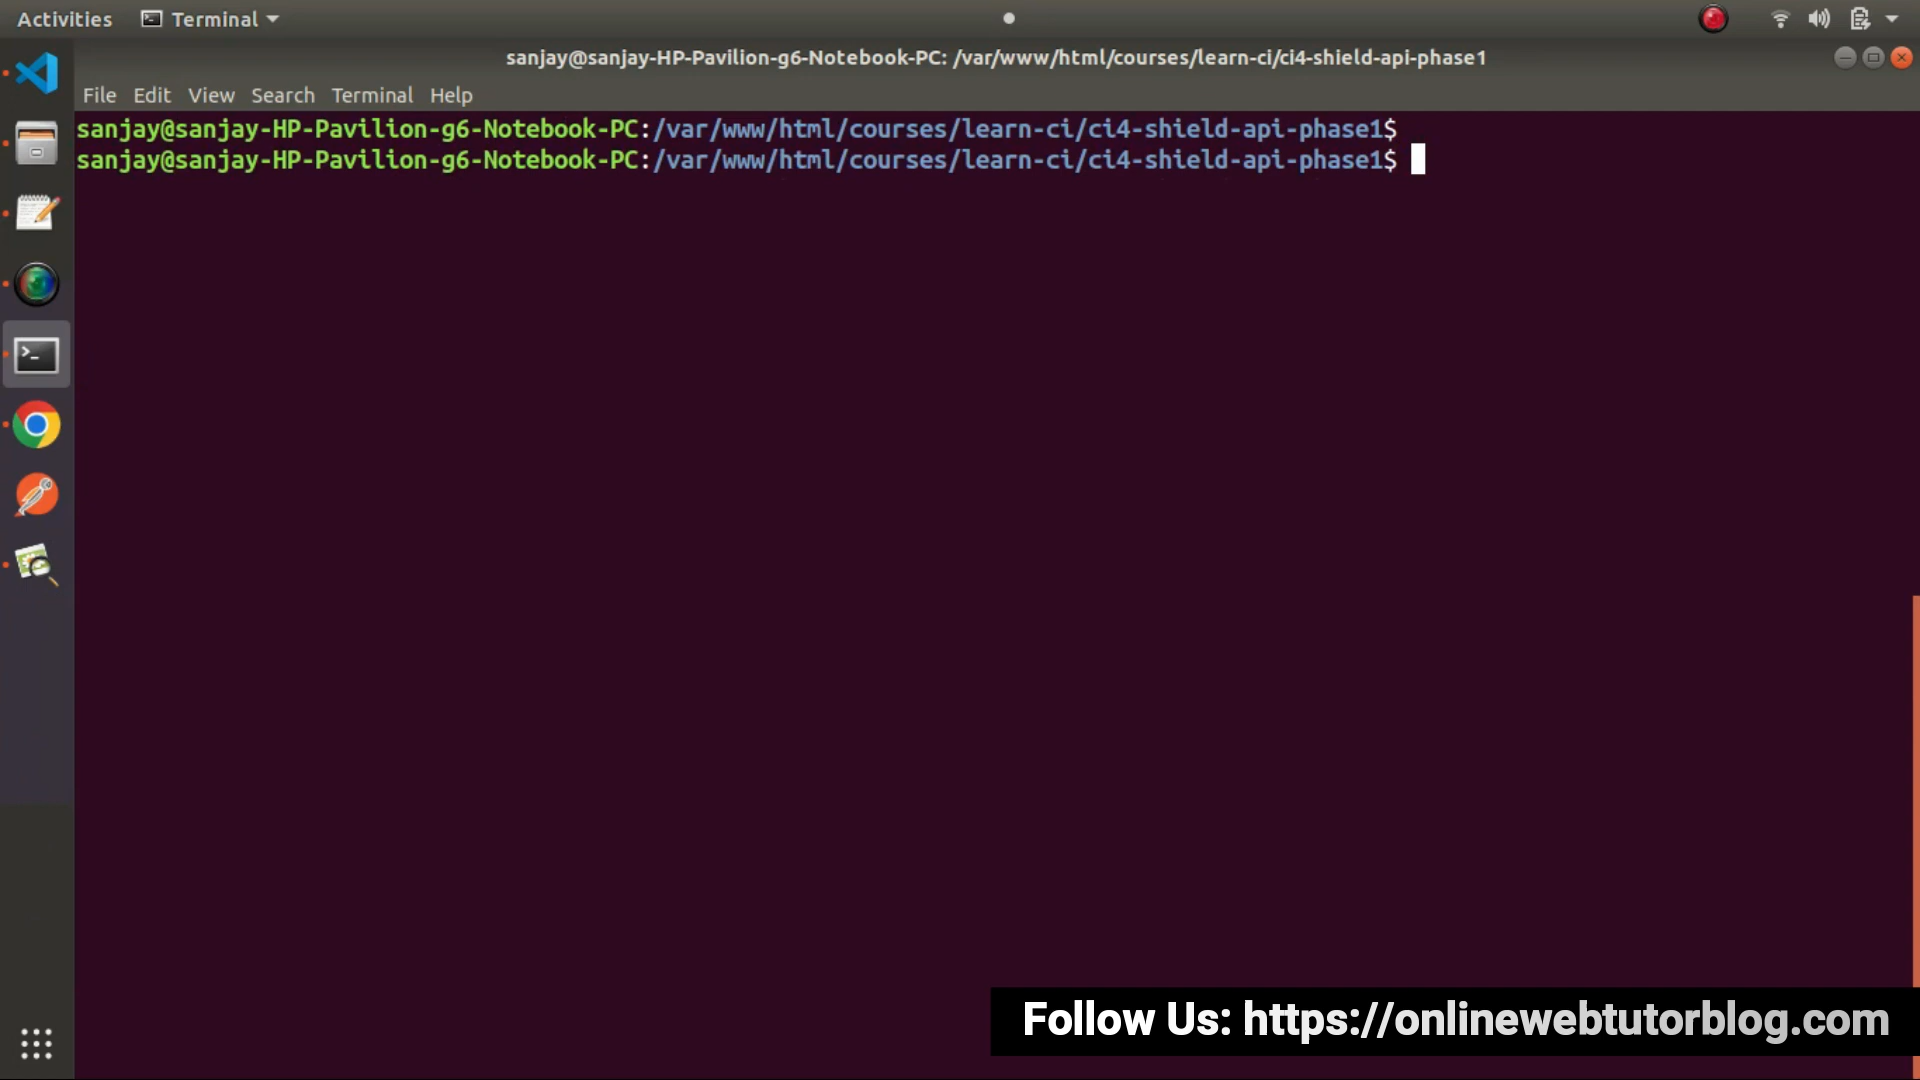 Activities Terminal
sanjay@sanjay-HP-Pavilion-g6-Notebook-PC: /var/www/html/courses/learn-ci/ci4-shield-api-phase1
File Edit View Search Terminal Help
sanjay@sanjay-HP-Pavilion-g6-Notebook-PC:/var/www/html/courses/learn-ci/ci4-shield-api-phase1$
sanjay@sanjay-HP-Pavilion-g6-Notebook-PC:/var/www/html/courses/learn-ci/ci4-shield-api-phase1$
Follow Us: https://onlinewebtutorblog.com